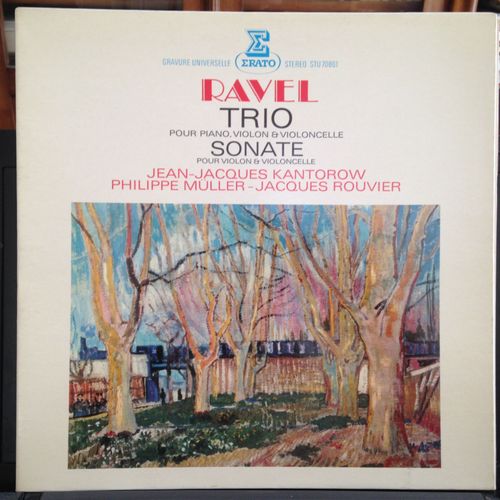 GRAVURE UNIVERSELLE ERATO STEREO STU 70861
RAVEL
TRIO
POUR PIANO, VIOLON & VIOLONCELLE
SONATE
POUR VIOLON & VIOLONCELLE
JEAN-JACQUES KANTOROW
PHILIPPE MÜLLER - JACQUES ROUVIER